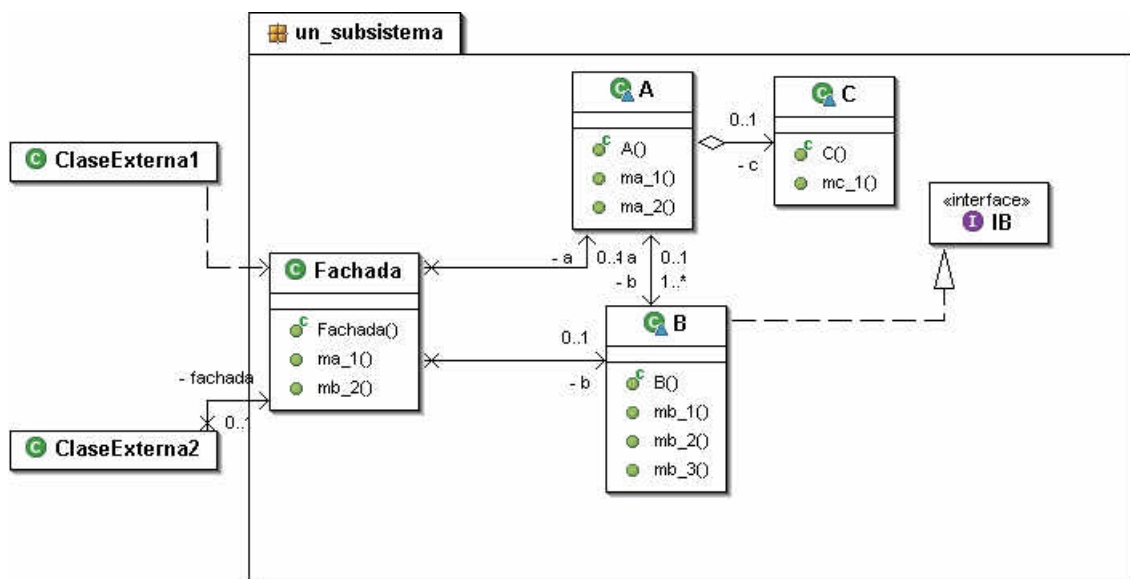 un_subsistema
A
A()
ma_1()
ma_2()
0..1
- c
C
C()
mc_1()
ClaseExterna1
«interface»
IB
Fachada
Fachada()
ma_1()
mb_2()
- a
0..1
a
0..1
- b
1..*
B
B()
mb_1()
mb_2()
mb_3()
0..1
- b
- fachada
0..1
ClaseExterna2